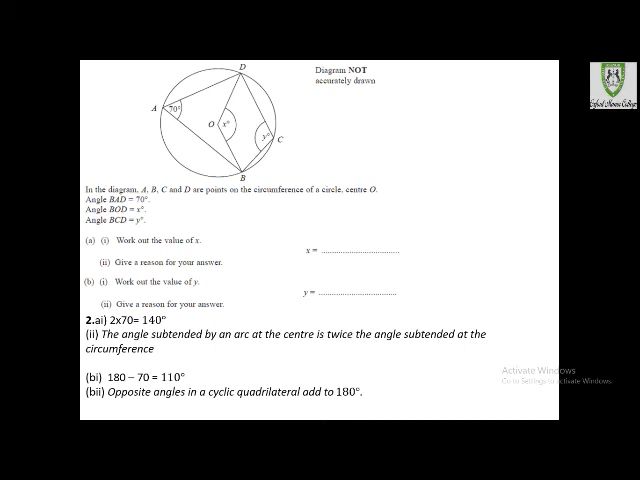 D
Diagram NOT
accurately drawn
A
70°
O
x°
y°
C
B
In the diagram, A, B, C and D are points on the circumference of a circle, centre O.
Angle BAD = 70°.
Angle BOD = x°.
Angle BCD = y°.
(a) (i) Work out the value of x.
x = ..............................
(ii) Give a reason for your answer.
(b) (i) Work out the value of y.
y = ..............................
(ii) Give a reason for your answer.
2.ai) 2x70= 140°
(ii) The angle subtended by an arc at the centre is twice the angle subtended at the
circumference
(bi) 180 – 70 = 110°
(bii) Opposite angles in a cyclic quadrilateral add to 180°.
Activate Windows
Go to Settings to activate Windows.